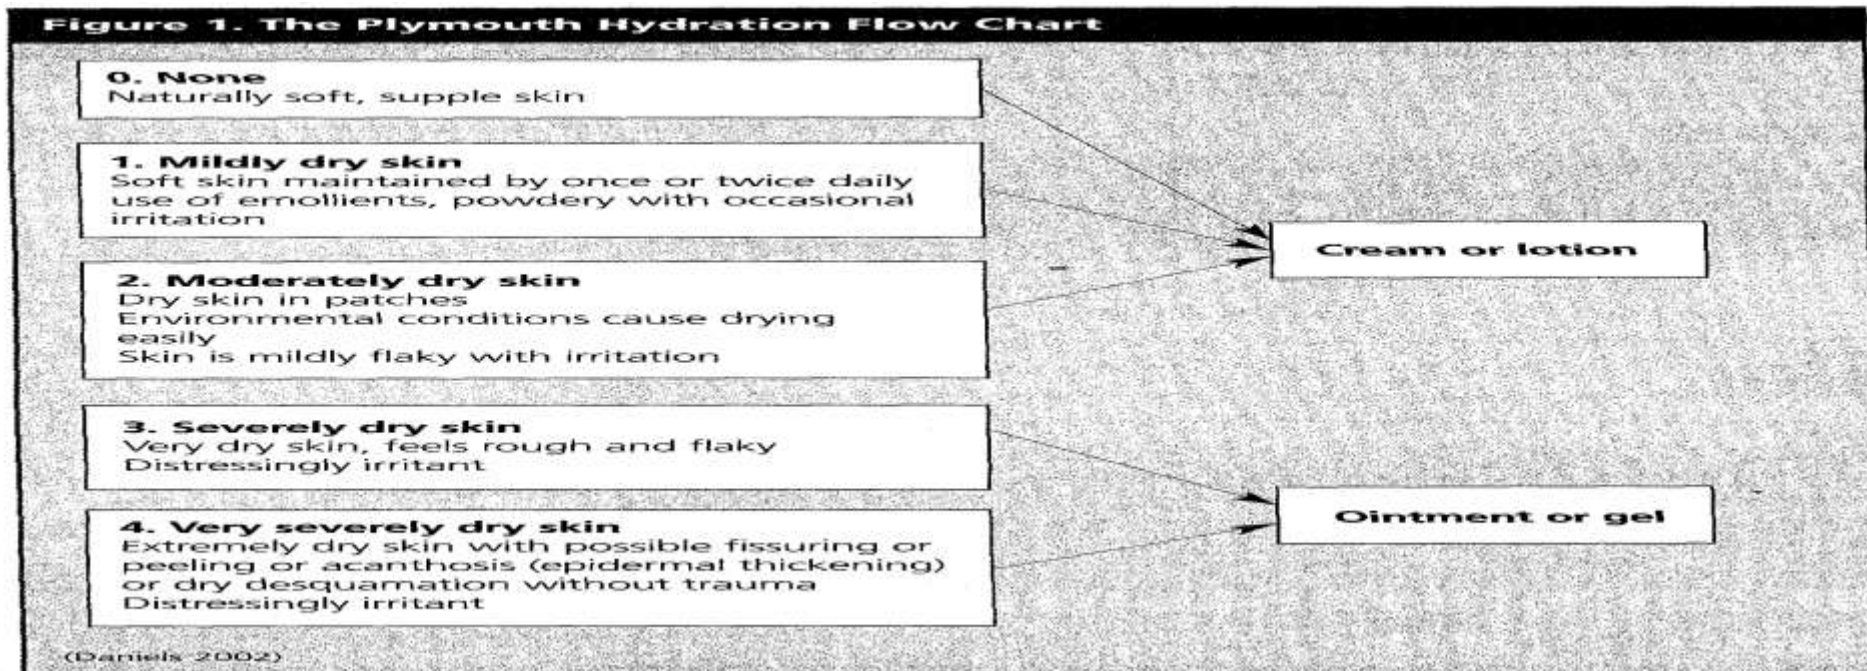 Figure 1. The Plymouth Hydration Flow Chart
0. None
Naturally soft, supple skin
1. Mildly dry skin
Soft skin maintained by once or twice daily
use of emollients, powdery with occasional
irritation
2. Moderately dry skin
Dry skin in patches
Environmental conditions cause drying
easily
Skin is mildly flaky with irritation
Cream or lotion
3. Severely dry skin
Very dry skin, feels rough and flaky
Distressingly irritant
4. Very severely dry skin
Extremely dry skin with possible fissuring or
peeling or acanthosis (epidermal thickening)
or dry desquamation without trauma
Distressingly irritant
Ointment or gel
(Daniels 2002)